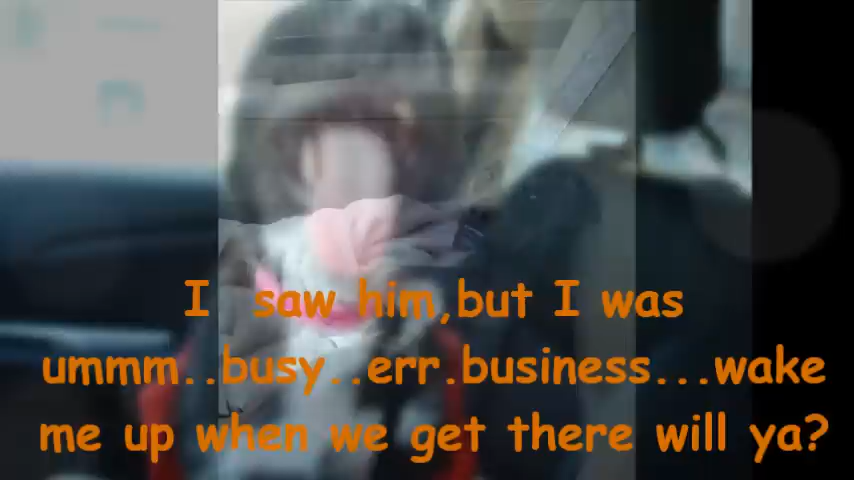 I saw him,but I was
ummm..busy..err.business...wake
me up when we get there will ya?